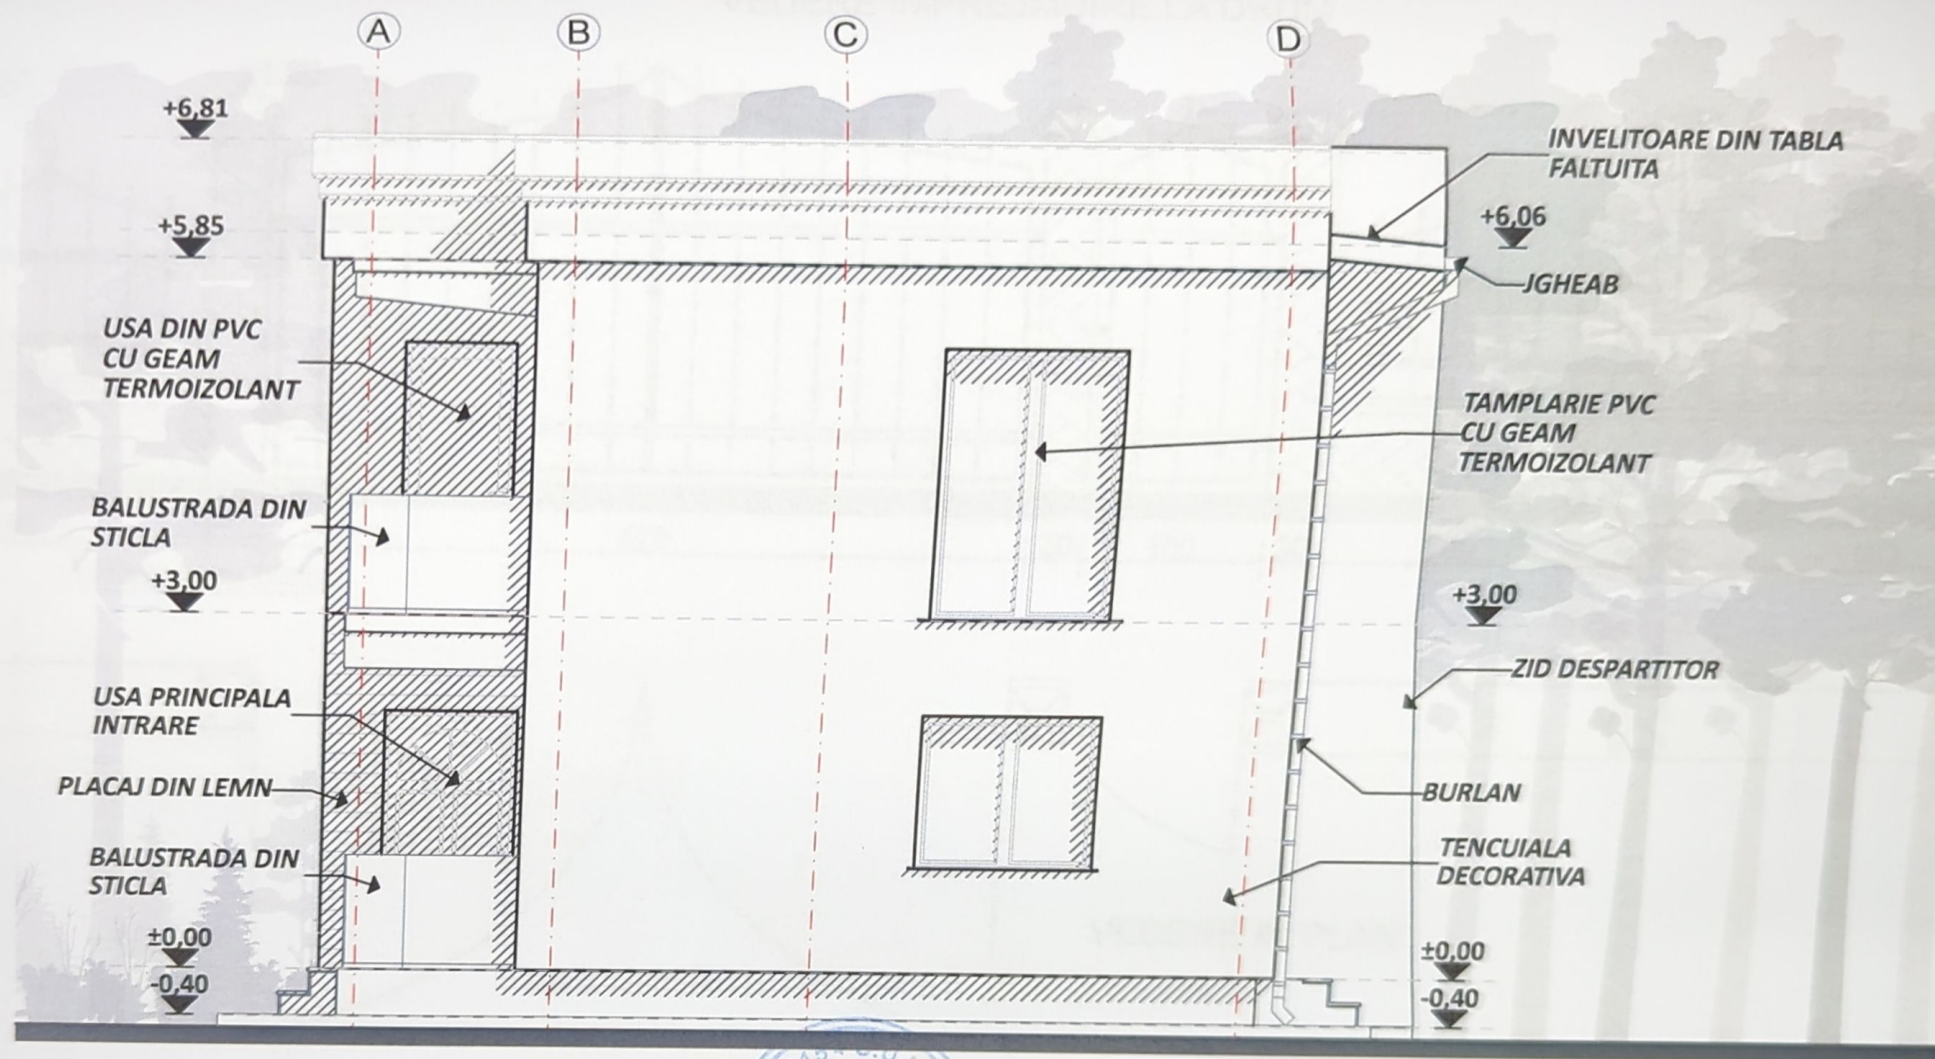 A B C D
+6,81
INVELITOARE DIN TABLA
FALTUITA
+5,85
+6,06
JGHEAB
USA DIN PVC
CU GEAM
TERMOIZOLANT
TAMPLARIE PVC
CU GEAM
TERMOIZOLANT
BALUSTRADA DIN
STICLA
+3,00
+3,00
ZID DESPARTITOR
USA PRINCIPALA
INTRARE
PLACAJ DIN LEMN
BURLAN
BALUSTRADA DIN
STICLA
TENCUIALA
DECORATIVA
±0,00
±0,00
-0,40
-0,40